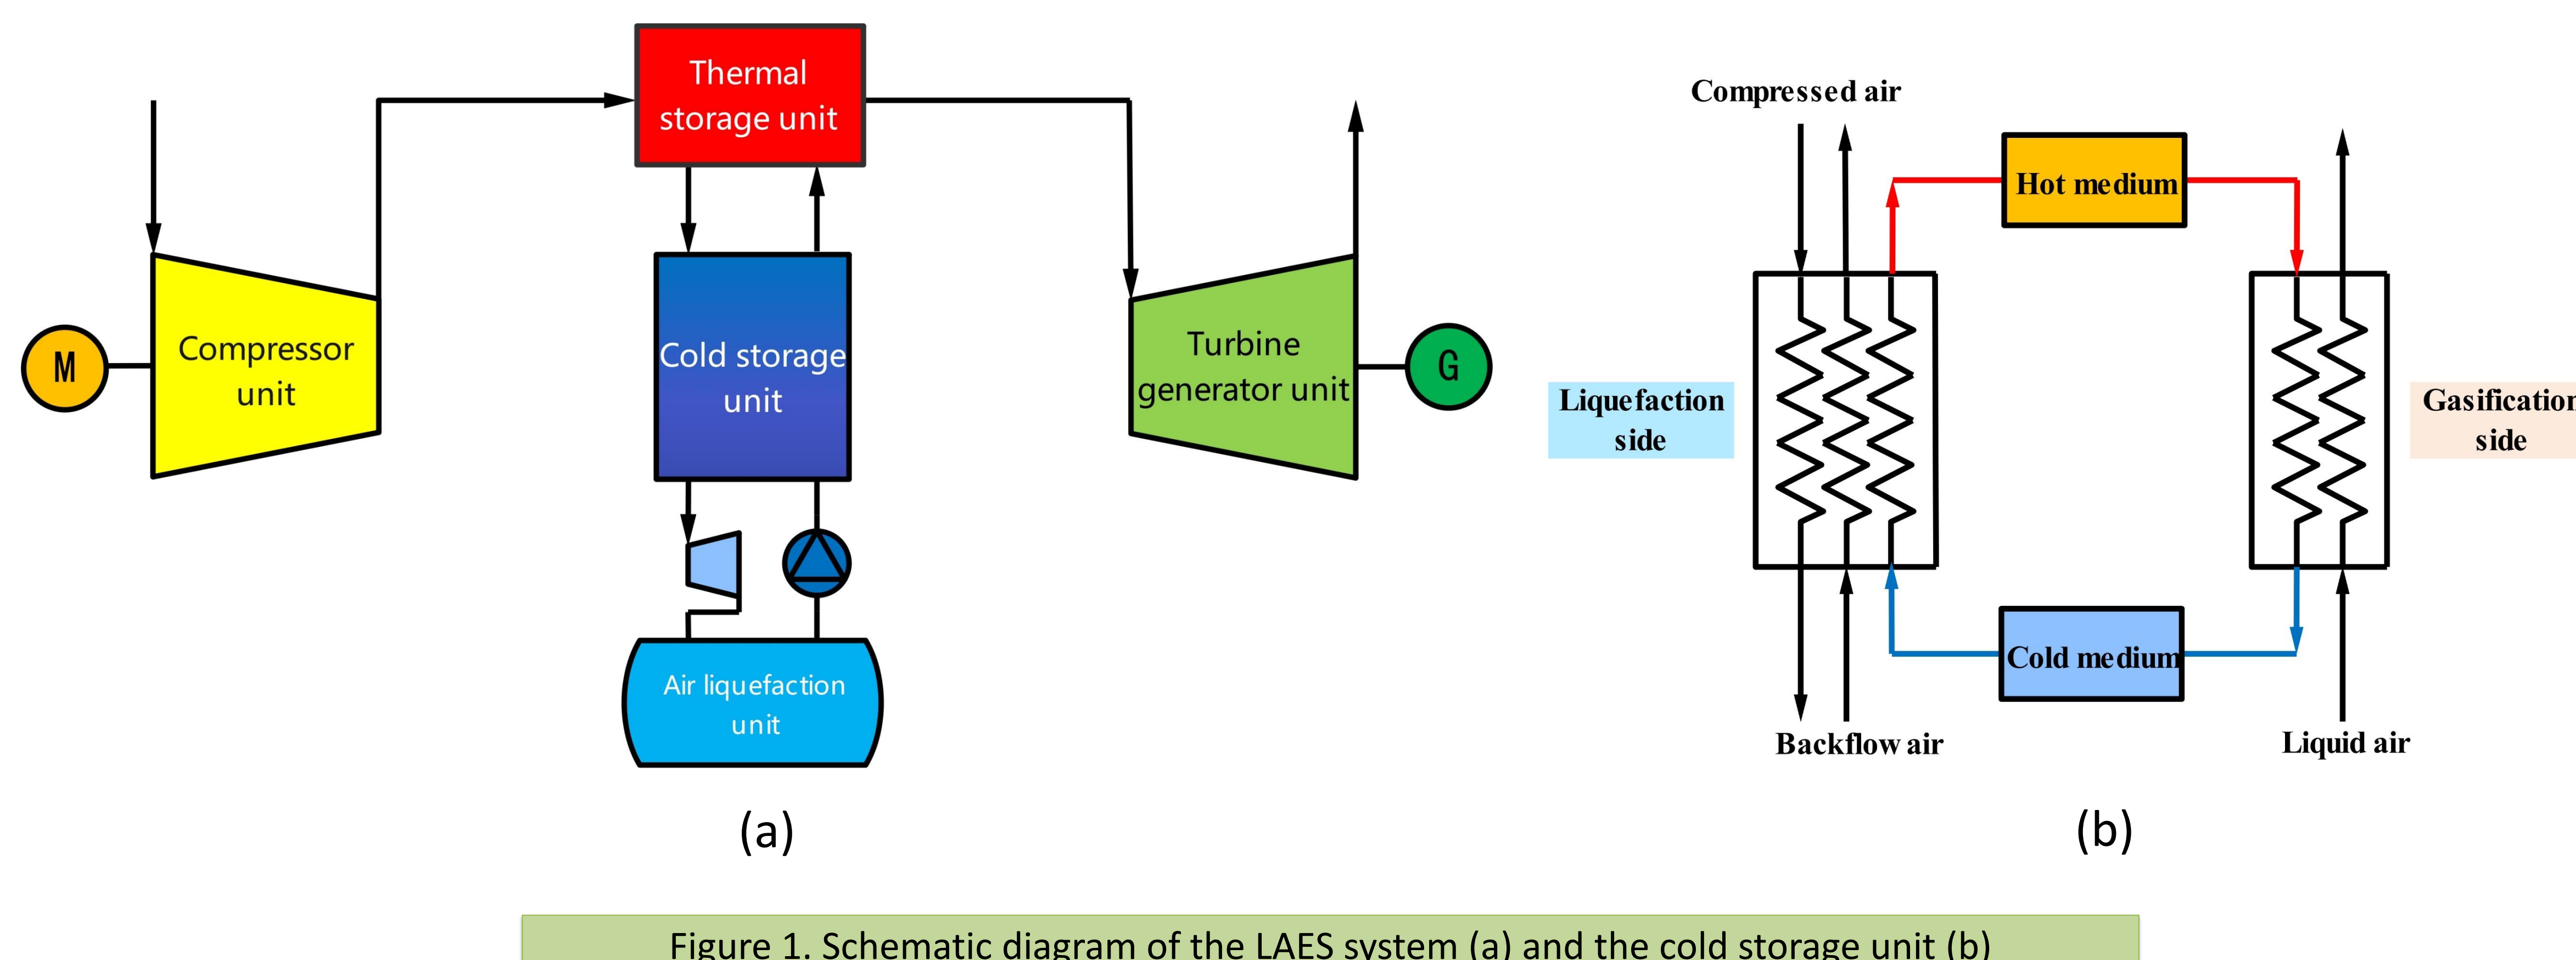 Thermal
storage unit
M
Compressor
unit
Cold storage
unit
Turbine
generator unit
G
Air liquefaction
unit
(a)
Compressed air
Hot medium
Liquefaction
side
Gasification
side
Cold medium
Backflow air
Liquid air
(b)
Figure 1. Schematic diagram of the LAES system (a) and the cold storage unit (b)